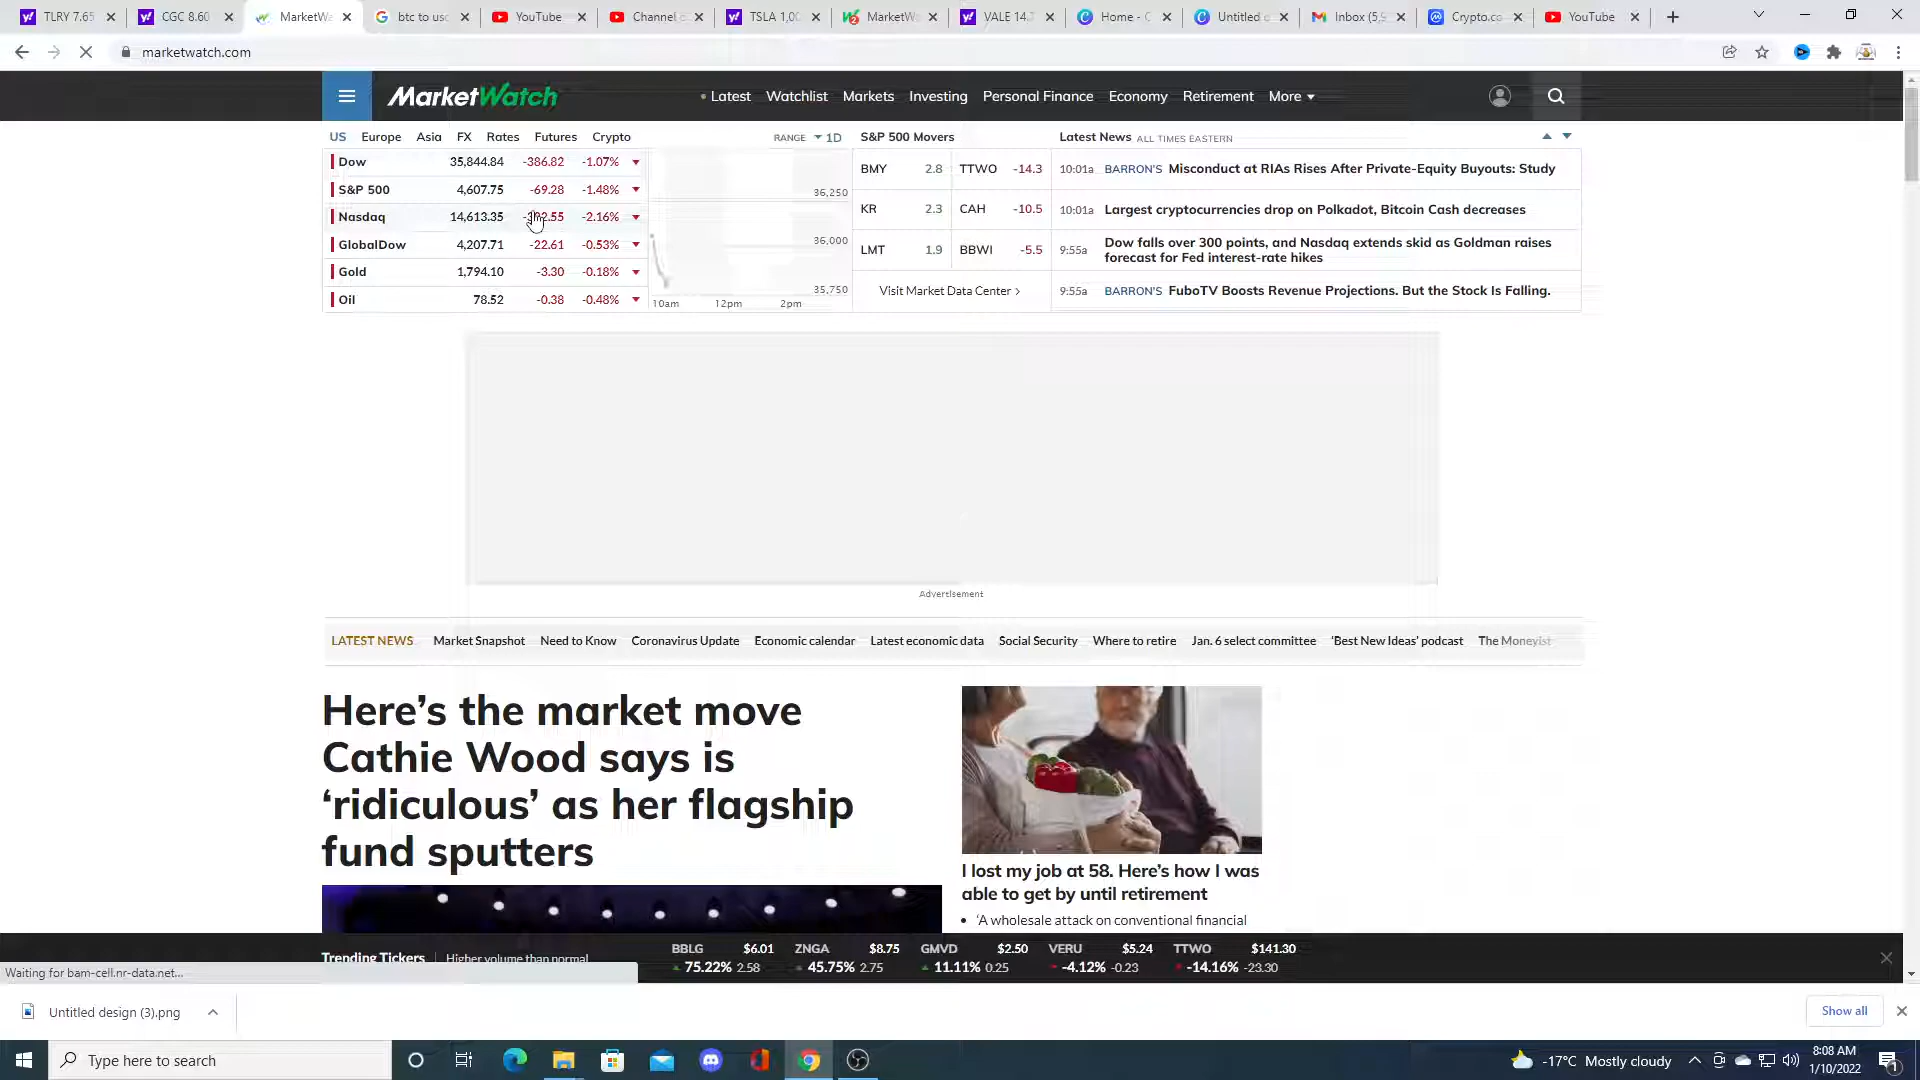 TLRY 7.65
CGC 8.60
MarketWa
btc to usd
YouTube
Channel c
TSLA 1,00
MarketWa
VALE 14.
Home - C
Untitled
Inbox (5,9
Crypto.co
YouTube
marketwatch.com
MarketWatch
Latest
Watchlist
Markets
Investing
Personal Finance
Economy
Retirement
More
US Europe Asia FX Rates Futures Crypto
RANGE 1D
Dow 35,844.84 -386.82 -1.07%
S&P 500 4,607.75 -69.28 -1.48%
Nasdaq 14,613.35 .55 -2.16%
GlobalDow 4,207.71 -22.61 -0.53%
Gold 1,794.10 -3.30 -0.18%
Oil 78.52 -0.38 -0.48%
36,250
36,000
35,750
10am 12pm 2pm
S&P 500 Movers
BMY 2.8 TTWO -14.3
KR 2.3 CAH -10.5
LMT 1.9 BBWI -5.5
Visit Market Data Center >
Latest News ALL TIMES EASTERN
10:01a BARRON'S Misconduct at RIAs Rises After Private-Equity Buyouts: Study
10:01a Largest cryptocurrencies drop on Polkadot, Bitcoin Cash decreases
9:55a Dow falls over 300 points, and Nasdaq extends skid as Goldman raises
forecast for Fed interest-rate hikes
9:55a BARRON'S FuboTV Boosts Revenue Projections. But the Stock Is Falling.
Advertisement
LATEST NEWS Market Snapshot Need to Know Coronavirus Update Economic calendar Latest economic data Social Security Where to retire Jan. 6 select committee 'Best New Ideas' podcast The Moneyist
Here’s the market move
Cathie Wood says is
‘ridiculous’ as her flagship
fund sputters
I lost my job at 58. Here’s how I was
able to get by until retirement
• ‘A wholesale attack on conventional financial
Trending Tickers | Higher volume than normal
BBLG $6.01
75.22% 2.58
ZNGA $8.75
45.75% 2.75
GMVD $2.50
11.11% 0.25
VERU $5.24
-4.12% -0.23
TTWO $141.30
-14.16% -23.30
Waiting for bam-cell.nr-data.net...
Untitled design (3).png
Show all
Type here to search
-17°C Mostly cloudy
8:08 AM
1/10/2022
1